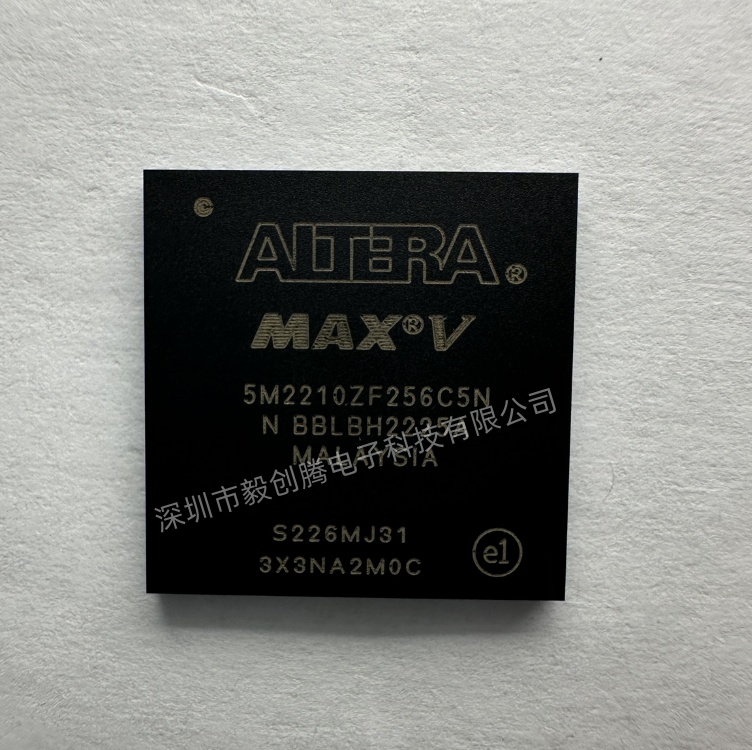 ©
ALTERA®
MAX®V
5M2210ZF256C5N
N BBLBH2225
MALAYSIA
深圳市毅创腾电子科技有限公司
S226MJ31
3X3NA2M0C
e1